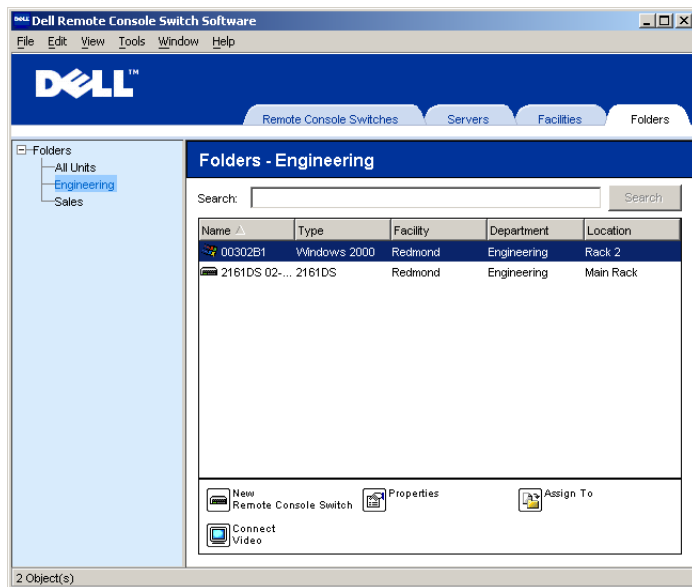 Dell Remote Console Switch Software
File Edit View Tools Window Help
DELL™
Remote Console Switches Servers Facilities Folders
Folders
All Units
Engineering
Sales
Folders - Engineering
Search: Search
Name Type Facility Department Location
00302B1 Windows 2000 Redmond Engineering Rack 2
2161DS 02-... 2161DS Redmond Engineering Main Rack
New
Remote Console Switch
Properties
Assign To
Connect
Video
2 Object(s)